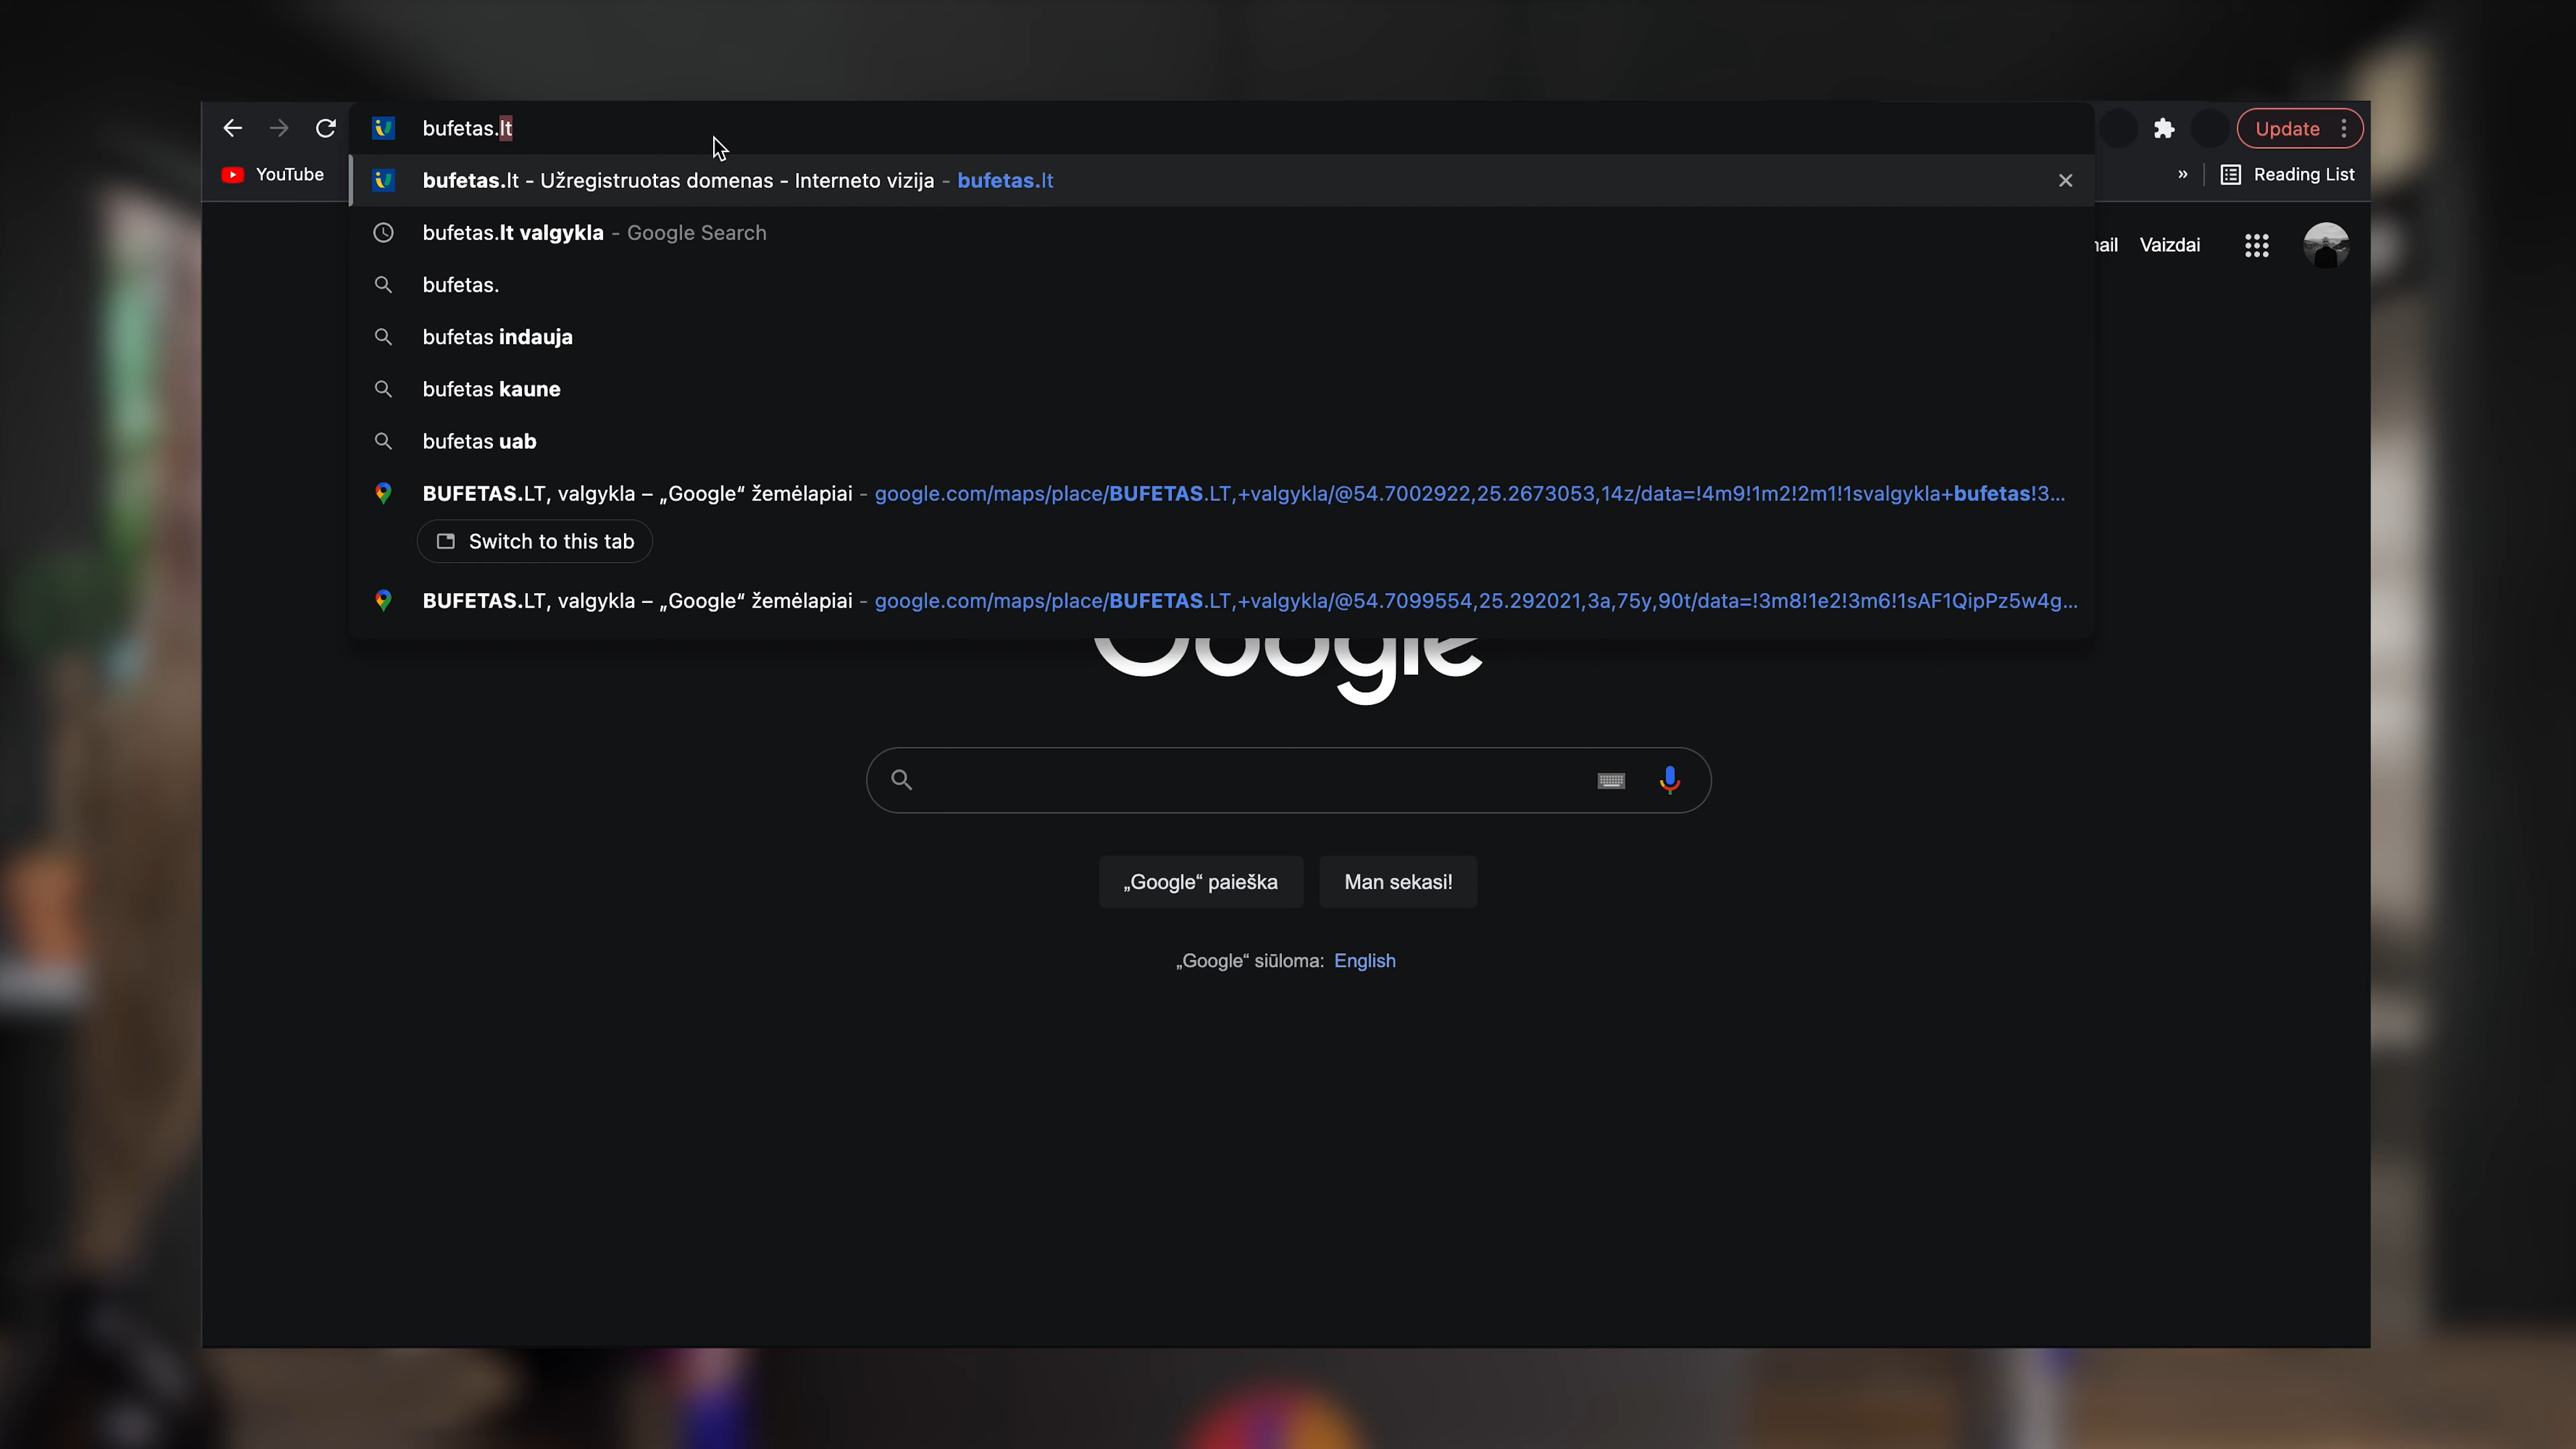 bufetas.lt
Update
YouTube
bufetas.lt - Užregistruotas domenas - Interneto vizija - bufetas.lt
» Reading List
bufetas.lt valgykla - Google Search
ail Vaizdai
bufetas.
bufetas indauja
bufetas kaune
bufetas uab
BUFETAS.LT, valgykla – „Google“ žemėlapiai - google.com/maps/place/BUFETAS.LT,+valgykla/@54.7002922,25.2673053,14z/data=!4m9!1m2!2m1!1svalgykla+bufetas!3...
Switch to this tab
BUFETAS.LT, valgykla – „Google“ žemėlapiai - google.com/maps/place/BUFETAS.LT,+valgykla/@54.7099554,25.292021,3a,75y,90t/data=!3m8!1e2!3m6!1sAF1QipPz5w4g...
Google
„Google“ paieška Man sekasi!
„Google“ siūloma: English